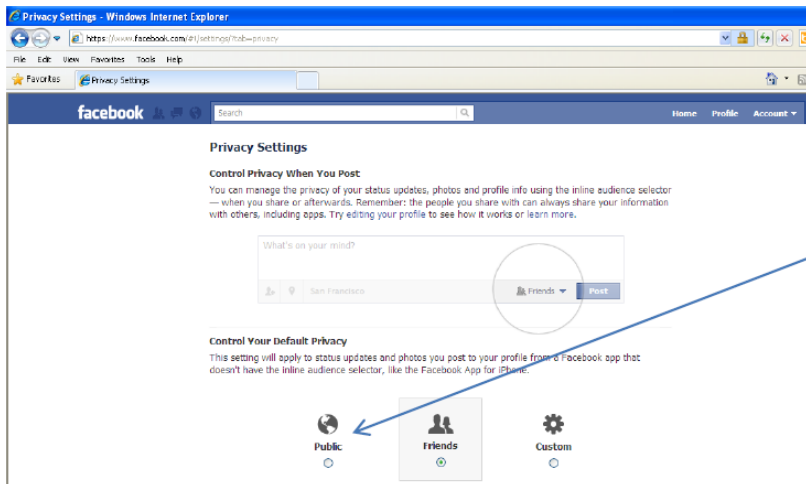 Privacy Settings - Windows Internet Explorer
https://www.facebook.com/#!/settings/?tab=privacy
File Edit View Favorites Tools Help
Favorites Privacy Settings
facebook Search Home Profile Account
Privacy Settings
Control Privacy When You Post
You can manage the privacy of your status updates, photos and profile info using the inline audience selector
— when you share or afterwards. Remember: the people you share with can always share your information
with others, including apps. Try editing your profile to see how it works or learn more.
What's on your mind?
San Francisco Friends Post
Control Your Default Privacy
This setting will apply to status updates and photos you post to your profile from a Facebook app that
doesn't have the inline audience selector, like the Facebook App for iPhone.
Public Friends Custom